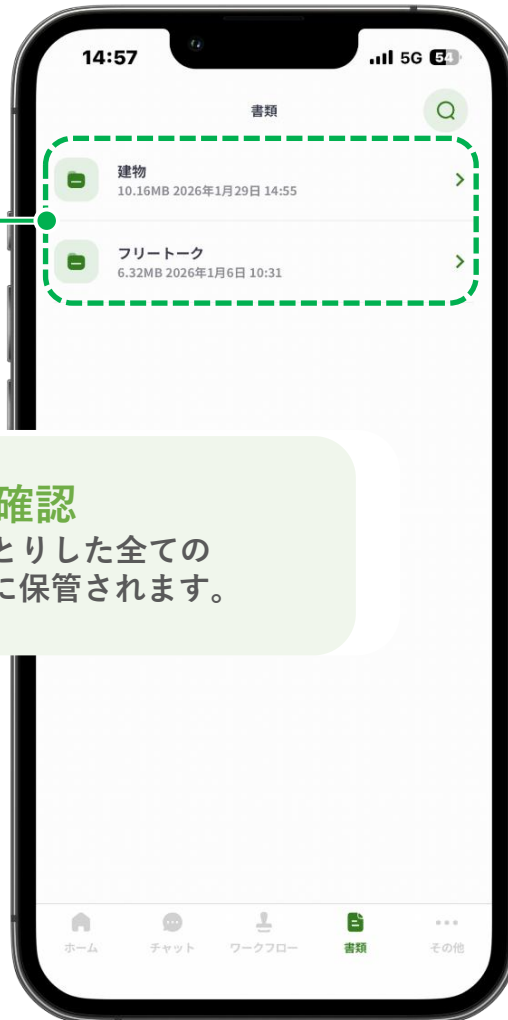 14:57
5G 54
書類
建物
10.16MB 2026年1月29日 14:55
フリートーク
6.32MB 2026年1月6日 10:31
確認
とりした全ての
に保管されます。
ホーム チャット ワークフロー 書類 その他